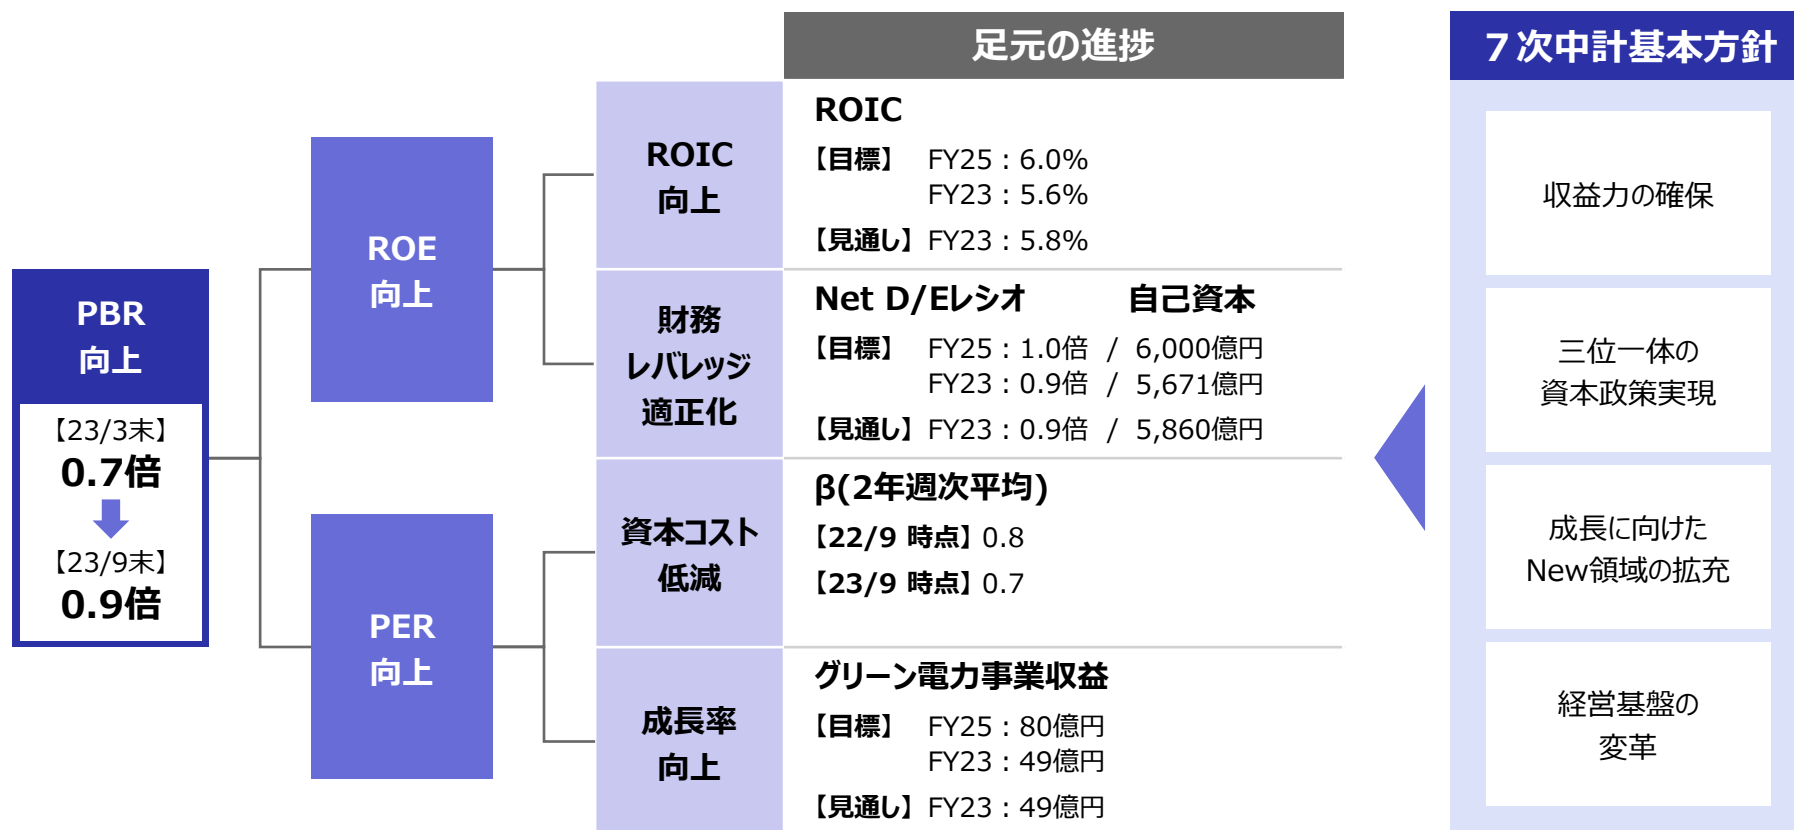 足元の進捗
7次中計基本方針
PBR
向上
【23/3末】
0.7倍
【23/9末】
0.9倍
ROE
向上
PER
向上
ROIC
向上
ROIC
【目標】 FY25：6.0%
FY23：5.6%
【見通し】 FY23：5.8%
財務
レバレッジ
適正化
Net D/Eレシオ 自己資本
【目標】 FY25：1.0倍 / 6,000億円
FY23：0.9倍 / 5,671億円
【見通し】 FY23：0.9倍 / 5,860億円
資本コスト
低減
β(2年週次平均)
【22/9 時点】 0.8
【23/9 時点】 0.7
成長率
向上
グリーン電力事業収益
【目標】 FY25：80億円
FY23：49億円
【見通し】 FY23：49億円
収益力の確保
三位一体の
資本政策実現
成長に向けた
New領域の拡充
経営基盤の
変革